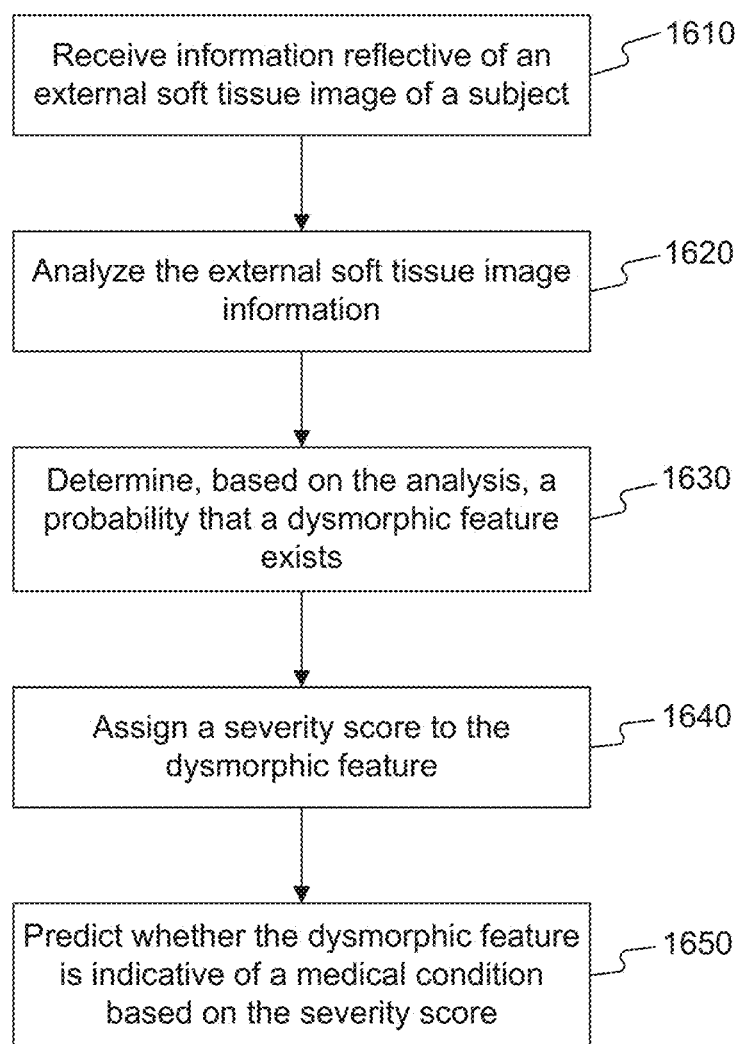 Receive information reflective of an
external soft tissue image of a subject
1610
Analyze the external soft tissue image
information
1620
Determine, based on the analysis, a
probability that a dysmorphic feature
exists
1630
Assign a severity score to the
dysmorphic feature
1640
Predict whether the dysmorphic feature
is indicative of a medical condition
based on the severity score
1650